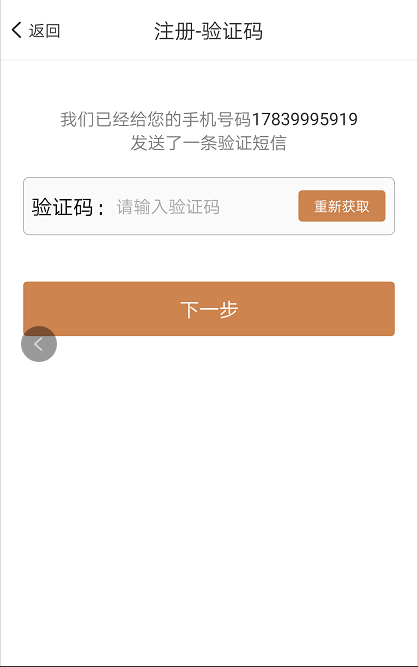 返回
注册-验证码
我们已经给您的手机号码17839995919
发送了一条验证短信
验证码： 请输入验证码 重新获取
下一步